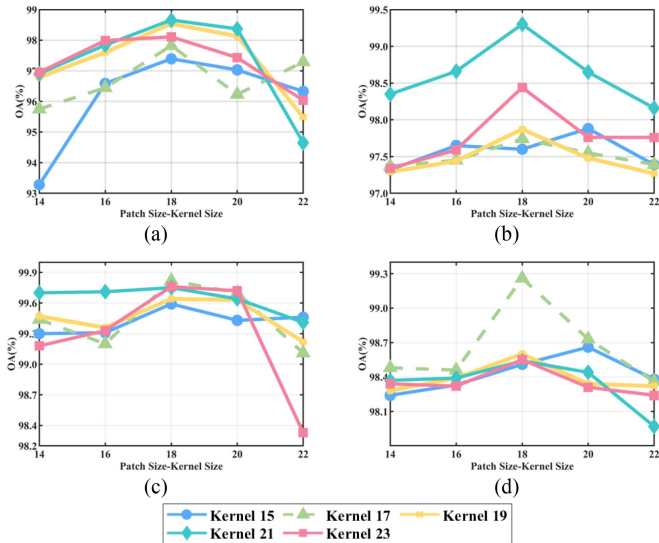 99
98
97
96
95
94
93
OA(%)
14 16 18 20 22
Patch Size-Kernel Size
(a)
99.5
99.0
98.5
98.0
97.5
97.0
OA(%)
14 16 18 20 22
Patch Size-Kernel Size
(b)
99.9
99.6
99.3
99.0
98.7
98.4
98.2
OA(%)
14 16 18 20 22
Patch Size-Kernel Size
(c)
99.3
99.0
98.7
98.4
98.1
OA(%)
14 16 18 20 22
Patch Size-Kernel Size
(d)
Kernel 15 Kernel 17 Kernel 19
Kernel 21 Kernel 23